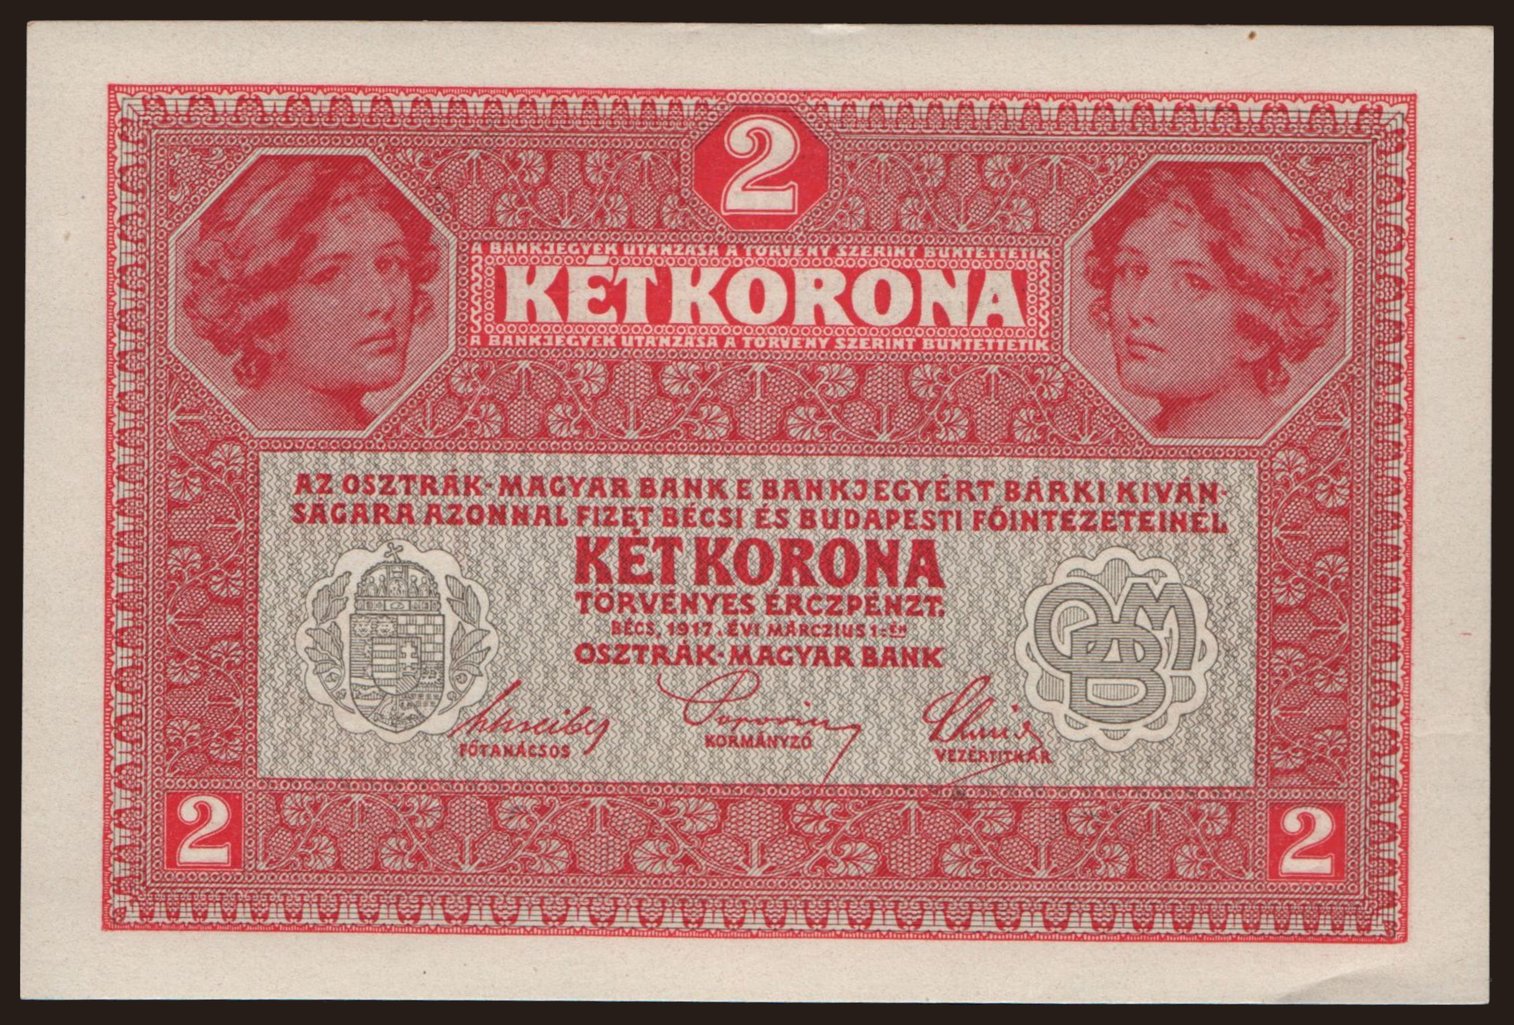 2
A BANKJEGYEK UTÁNZÁSA A TÖRVÉNY SZERINT BÜNTETTETIK
KÉT KORONA
A BANKJEGYEK UTÁNZÁSA A TÖRVÉNY SZERINT BÜNTETTETIK
AZ OSZTRÁK-MAGYAR BANK E BANKJEGYÉRT BÁRKI KIVÁN-
SÁGÁRA AZONNAL FIZET BÉCSI ÉS BUDAPESTI FŐINTÉZETEINÉL
KÉT KORONA
TÖRVÉNYES ÉRCZPÉNZT.
BÉCS, 1917. ÉVI MÁRCZIUS 1-ÉN
OSZTRÁK-MAGYAR BANK
FŐTANÁCSOS KORMÁNYZÓ VEZÉRTITKÁR
2 2